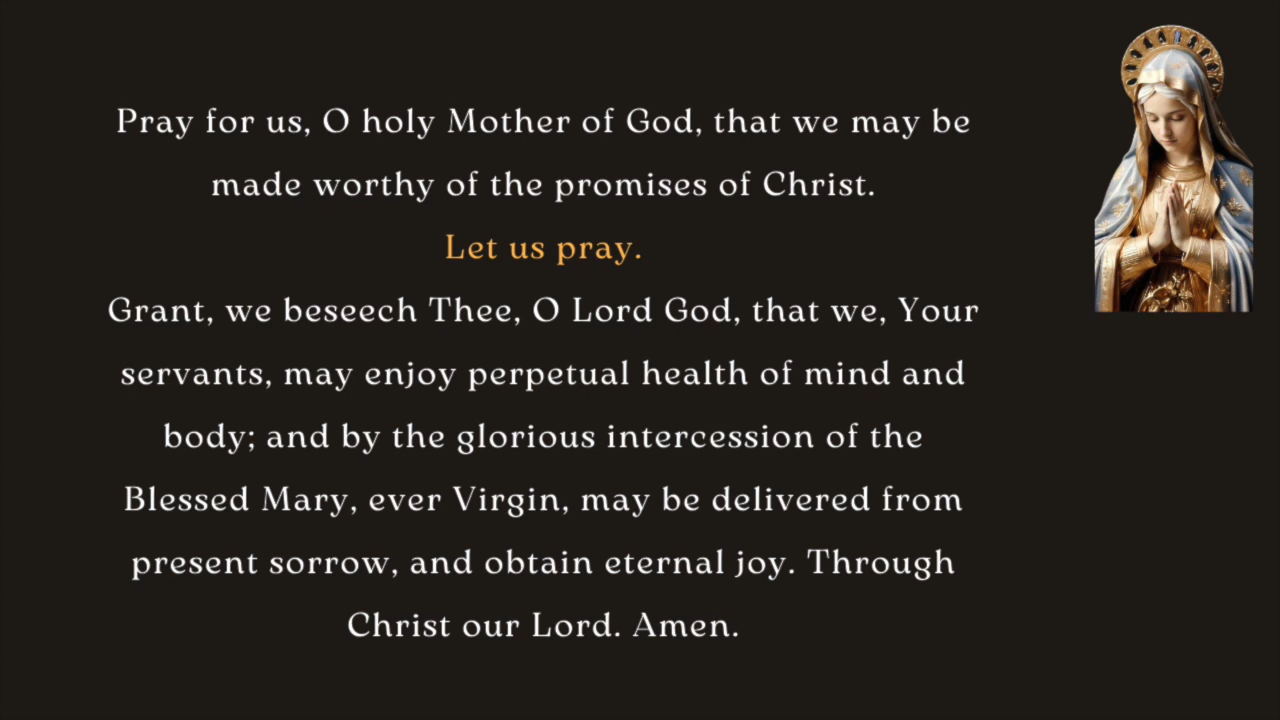 Pray for us, O holy Mother of God, that we may be
made worthy of the promises of Christ.
Let us pray.
Grant, we beseech Thee, O Lord God, that we, Your
servants, may enjoy perpetual health of mind and
body; and by the glorious intercession of the
Blessed Mary, ever Virgin, may be delivered from
present sorrow, and obtain eternal joy. Through
Christ our Lord. Amen.